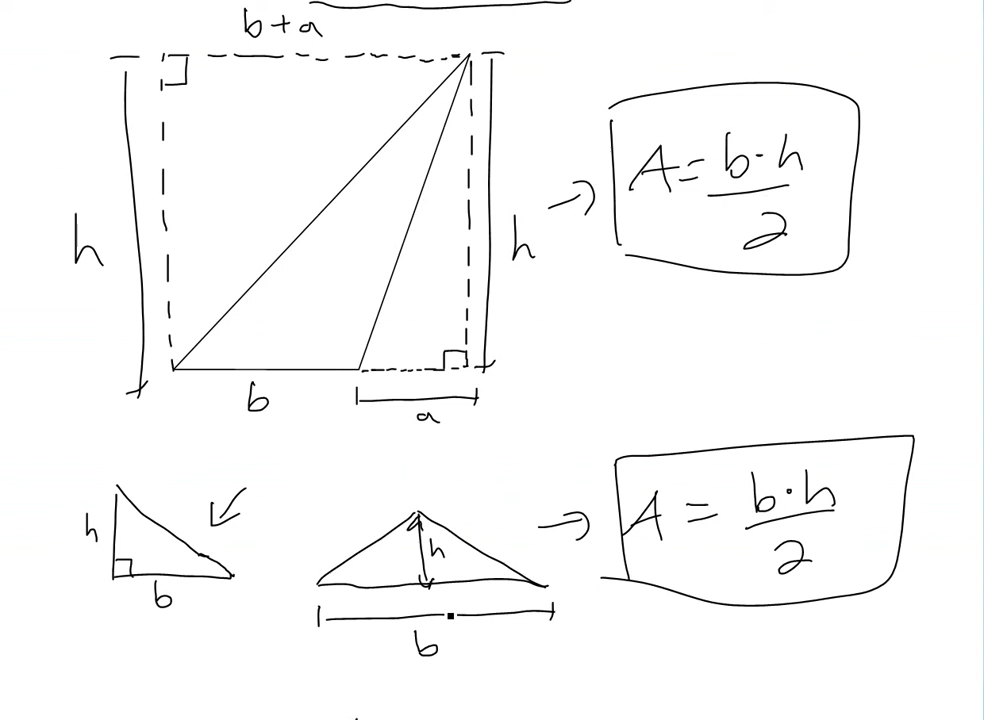 b+a
h
h
→ A = b·h / 2
b
a
h
b
h
b
→ A = b·h / 2